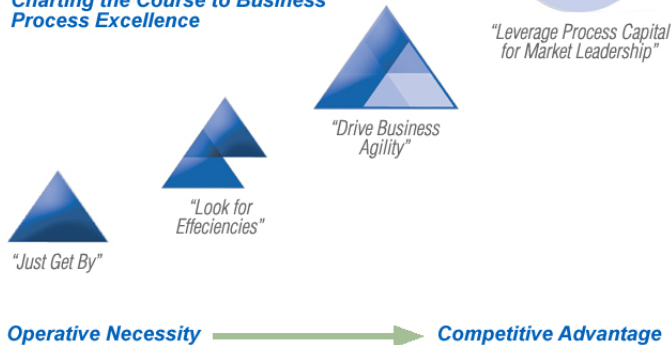 Charting the Course to Business
Process Excellence
“Leverage Process Capital
for Market Leadership”
“Drive Business
Agility”
“Look for
Effeciencies”
“Just Get By”
Operative Necessity
Competitive Advantage